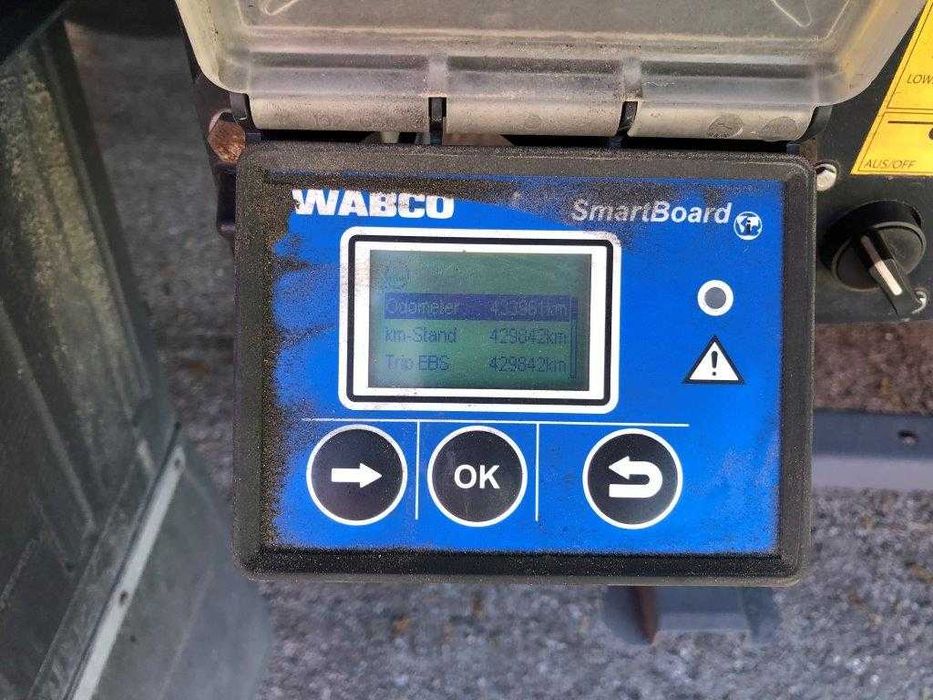 LOW
AUS/OFF
WABCO
SmartBoard
Odometer
km-Stand 429842km
Trip EBS 429842km
OK